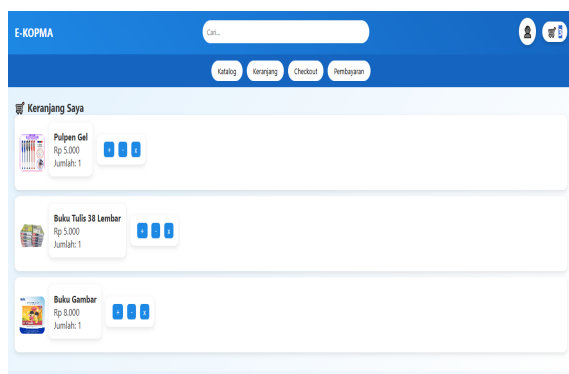 E-KOPMA
Cari...
Katalog
Keranjang
Checkout
Pembayaran
Keranjang Saya
Pulpen Gel
Rp 5.000
Jumlah: 1
+ - x
Buku Tulis 38 Lembar
Rp 5.000
Jumlah: 1
+ - x
Buku Gambar
Rp 8.000
Jumlah: 1
+ - x